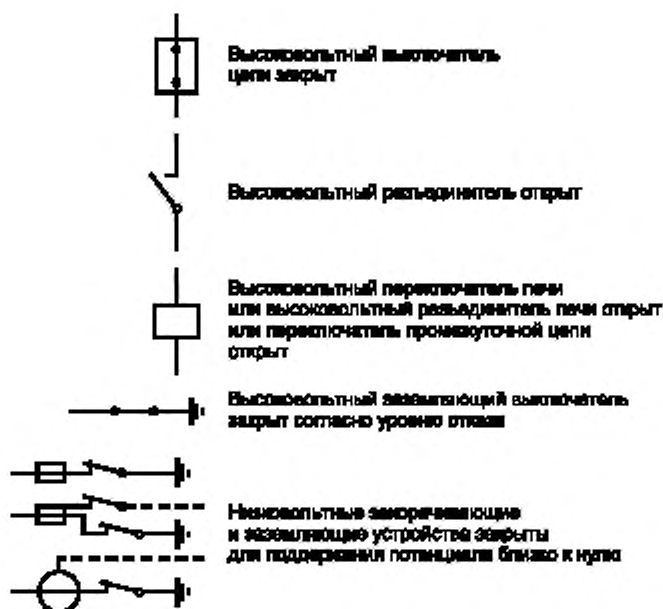 Высоковольтный выключатель
цепи закрыт
Высоковольтный разъединитель открыт
Высоковольтный переключатель печи
или высоковольтный разъединитель печи открыт
или переключатель промежуточной цепи
открыт
Высоковольтный заземляющий выключатель
закрыт согласно уровню отказа
Низковольтные закорачивающие
и заземляющие устройства закрыты
для поддержания потенциала близко к нулю